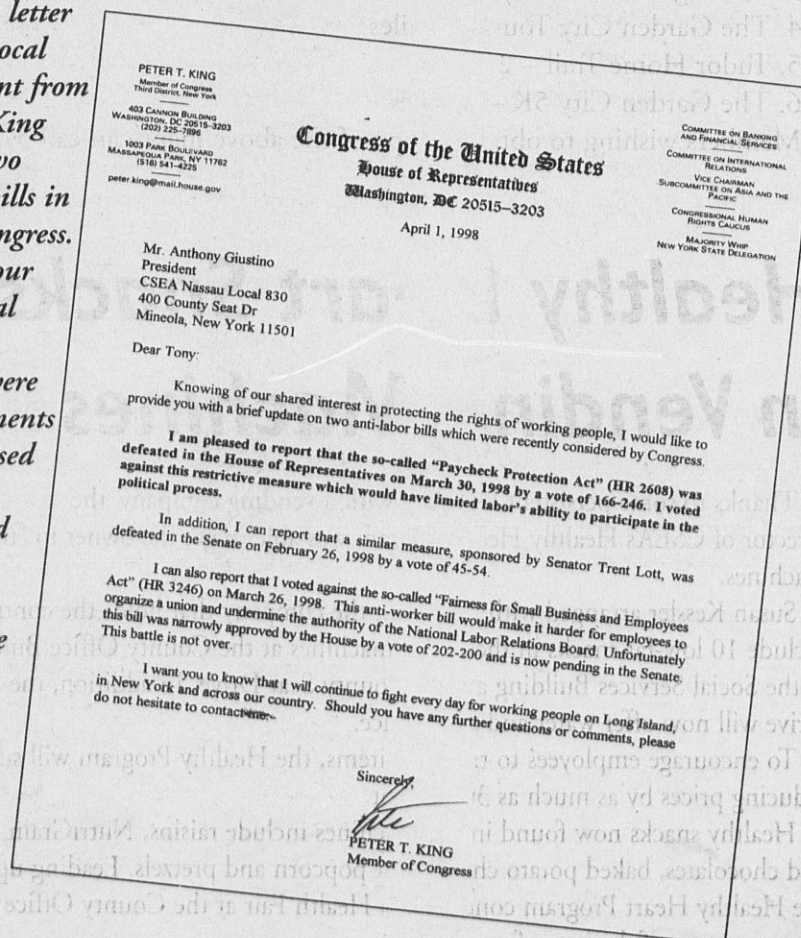 letter
ocal
nt from
King
vo
ills in
ngress.
our
al
vere
nents
sed
d
e
PETER T. KING
Member of Congress
Third District, New York
403 CANNON BUILDING
WASHINGTON, DC 20515–3203
(202) 225–7896
1003 PARK BOULEVARD
MASSAPEQUA PARK, NY 11762
(516) 541–4225
peter.king@mail.house.gov
Congress of the United States
House of Representatives
Washington, DC 20515–3203
April 1, 1998
COMMITTEE ON BANKING
AND FINANCIAL SERVICES
COMMITTEE ON INTERNATIONAL
RELATIONS
VICE CHAIRMAN
SUBCOMMITTEE ON ASIA AND THE
PACIFIC
CONGRESSIONAL HUMAN
RIGHTS CAUCUS
MAJORITY WHIP
NEW YORK STATE DELEGATION
Mr. Anthony Giustino
President
CSEA Nassau Local 830
400 County Seat Dr
Mineola, New York 11501
Dear Tony:
Knowing of our shared interest in protecting the rights of working people, I would like to
provide you with a brief update on two anti-labor bills which were recently considered by Congress.
I am pleased to report that the so-called "Paycheck Protection Act" (HR 2608) was
defeated in the House of Representatives on March 30, 1998 by a vote of 166-246. I voted
against this restrictive measure which would have limited labor's ability to participate in the
political process.
In addition, I can report that a similar measure, sponsored by Senator Trent Lott, was
defeated in the Senate on February 26, 1998 by a vote of 45-54.
I can also report that I voted against the so-called "Fairness for Small Business and Employees
Act" (HR 3246) on March 26, 1998. This anti-worker bill would make it harder for employees to
organize a union and undermine the authority of the National Labor Relations Board. Unfortunately
this bill was narrowly approved by the House by a vote of 202-200 and is now pending in the Senate.
This battle is not over.
I want you to know that I will continue to fight every day for working people on Long Island,
in New York and across our country. Should you have any further questions or comments, please
do not hesitate to contact me.
Sincerely,
Pete
PETER T. KING
Member of Congress